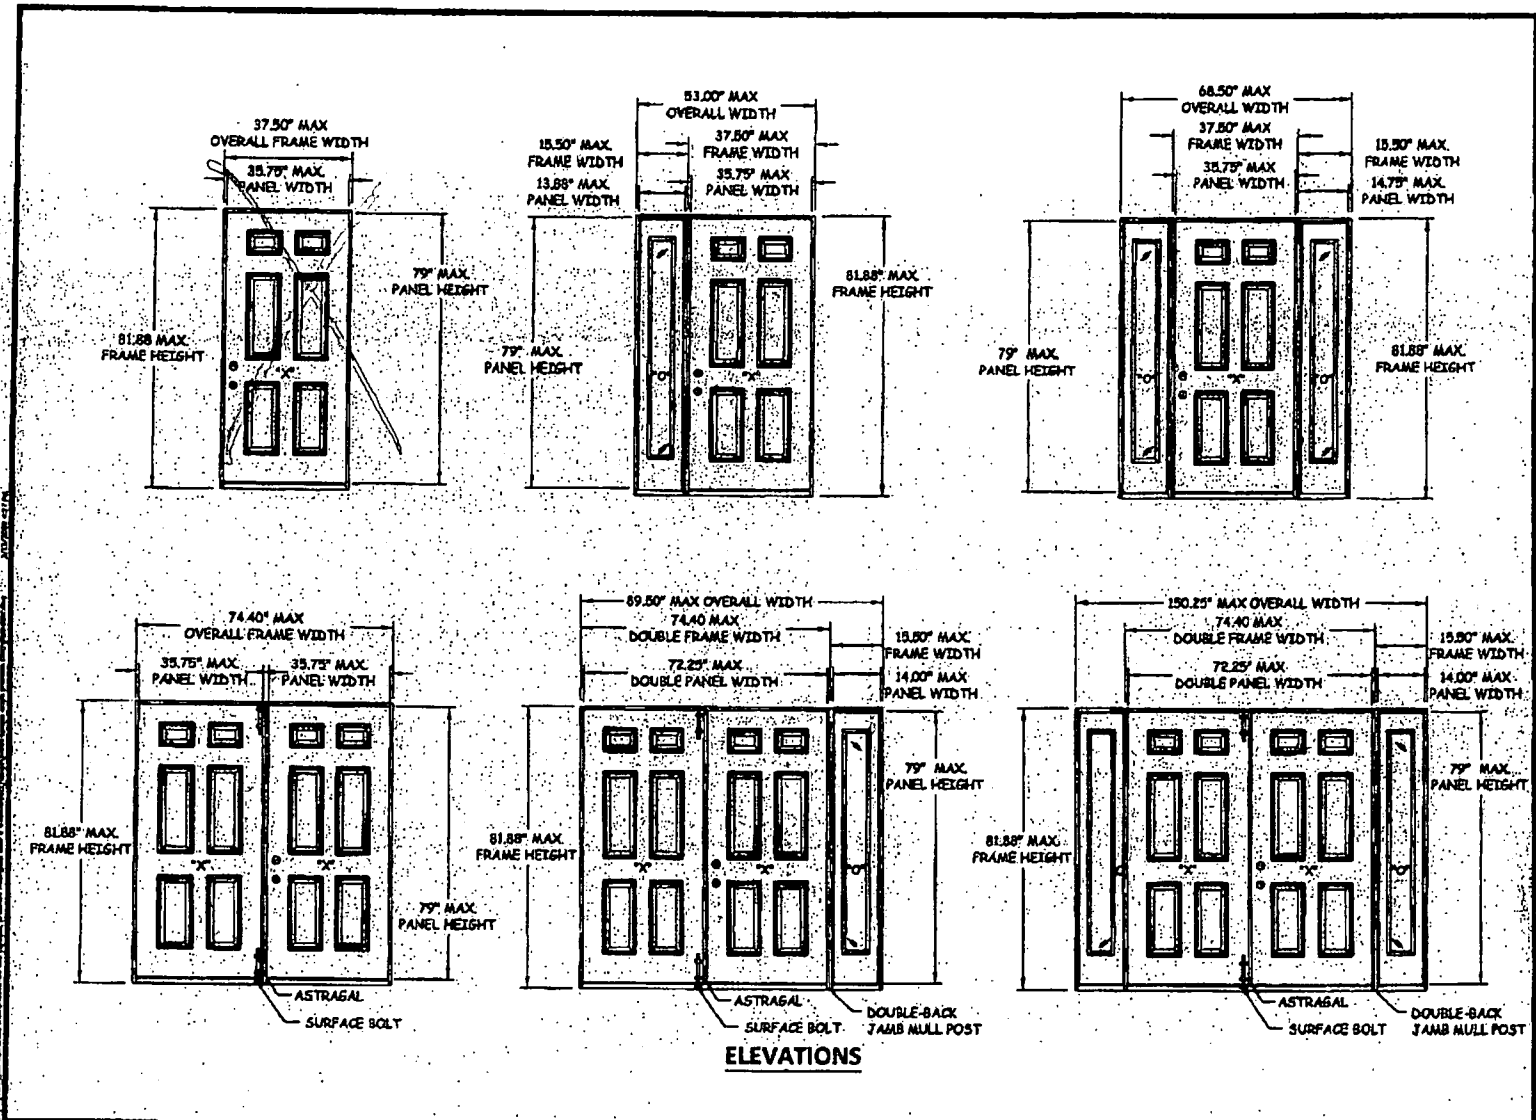 37.50" MAX
OVERALL FRAME WIDTH
35.75" MAX.
PANEL WIDTH
81.88 MAX.
FRAME HEIGHT
79" MAX.
PANEL HEIGHT
"X"
53.00" MAX
OVERALL WIDTH
15.50" MAX.
FRAME WIDTH
37.50" MAX
FRAME WIDTH
13.88" MAX.
PANEL WIDTH
35.75" MAX
PANEL WIDTH
79" MAX.
PANEL HEIGHT
81.88" MAX.
FRAME HEIGHT
"O"
"X"
68.50" MAX
OVERALL WIDTH
37.50" MAX
FRAME WIDTH
15.50" MAX.
FRAME WIDTH
35.75" MAX.
PANEL WIDTH
14.75" MAX
PANEL WIDTH
79" MAX.
PANEL HEIGHT
81.88" MAX.
FRAME HEIGHT
"O"
"X"
"O"
74.40" MAX
OVERALL FRAME WIDTH
35.75" MAX.
PANEL WIDTH
35.75" MAX.
PANEL WIDTH
81.88" MAX.
FRAME HEIGHT
"X"
"X"
79" MAX.
PANEL HEIGHT
ASTRAGAL
SURFACE BOLT
89.50" MAX OVERALL WIDTH
74.40 MAX
DOUBLE FRAME WIDTH
15.50" MAX.
FRAME WIDTH
72.25" MAX
DOUBLE PANEL WIDTH
14.00" MAX
PANEL WIDTH
79" MAX.
PANEL HEIGHT
81.88" MAX.
FRAME HEIGHT
"X"
"X"
"O"
ASTRAGAL
SURFACE BOLT
DOUBLE-BACK
JAMB MULL POST
150.25" MAX OVERALL WIDTH
74.40 MAX
DOUBLE FRAME WIDTH
15.50" MAX.
FRAME WIDTH
72.25" MAX
DOUBLE PANEL WIDTH
14.00" MAX
PANEL WIDTH
79" MAX.
PANEL HEIGHT
81.88" MAX.
FRAME HEIGHT
"X"
"X"
"O"
ASTRAGAL
SURFACE BOLT
DOUBLE-BACK
JAMB MULL POST
ELEVATIONS